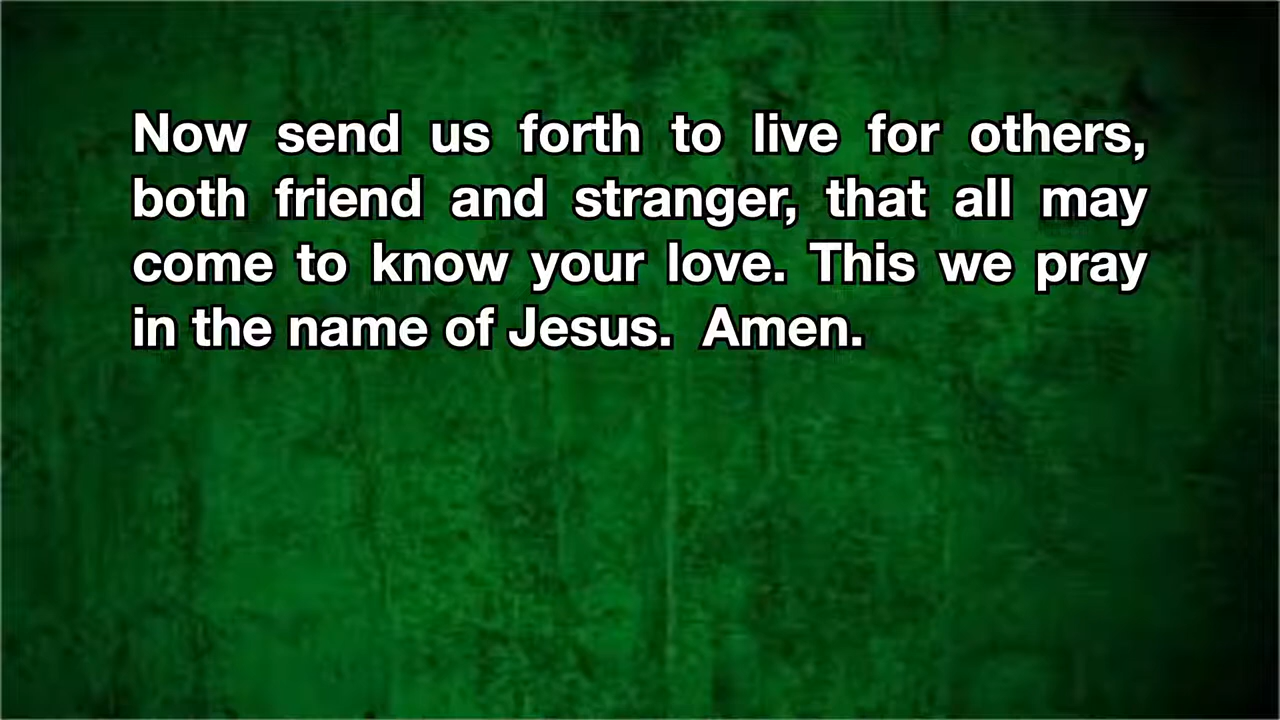 Now send us forth to live for others,
both friend and stranger, that all may
come to know your love. This we pray
in the name of Jesus.  Amen.